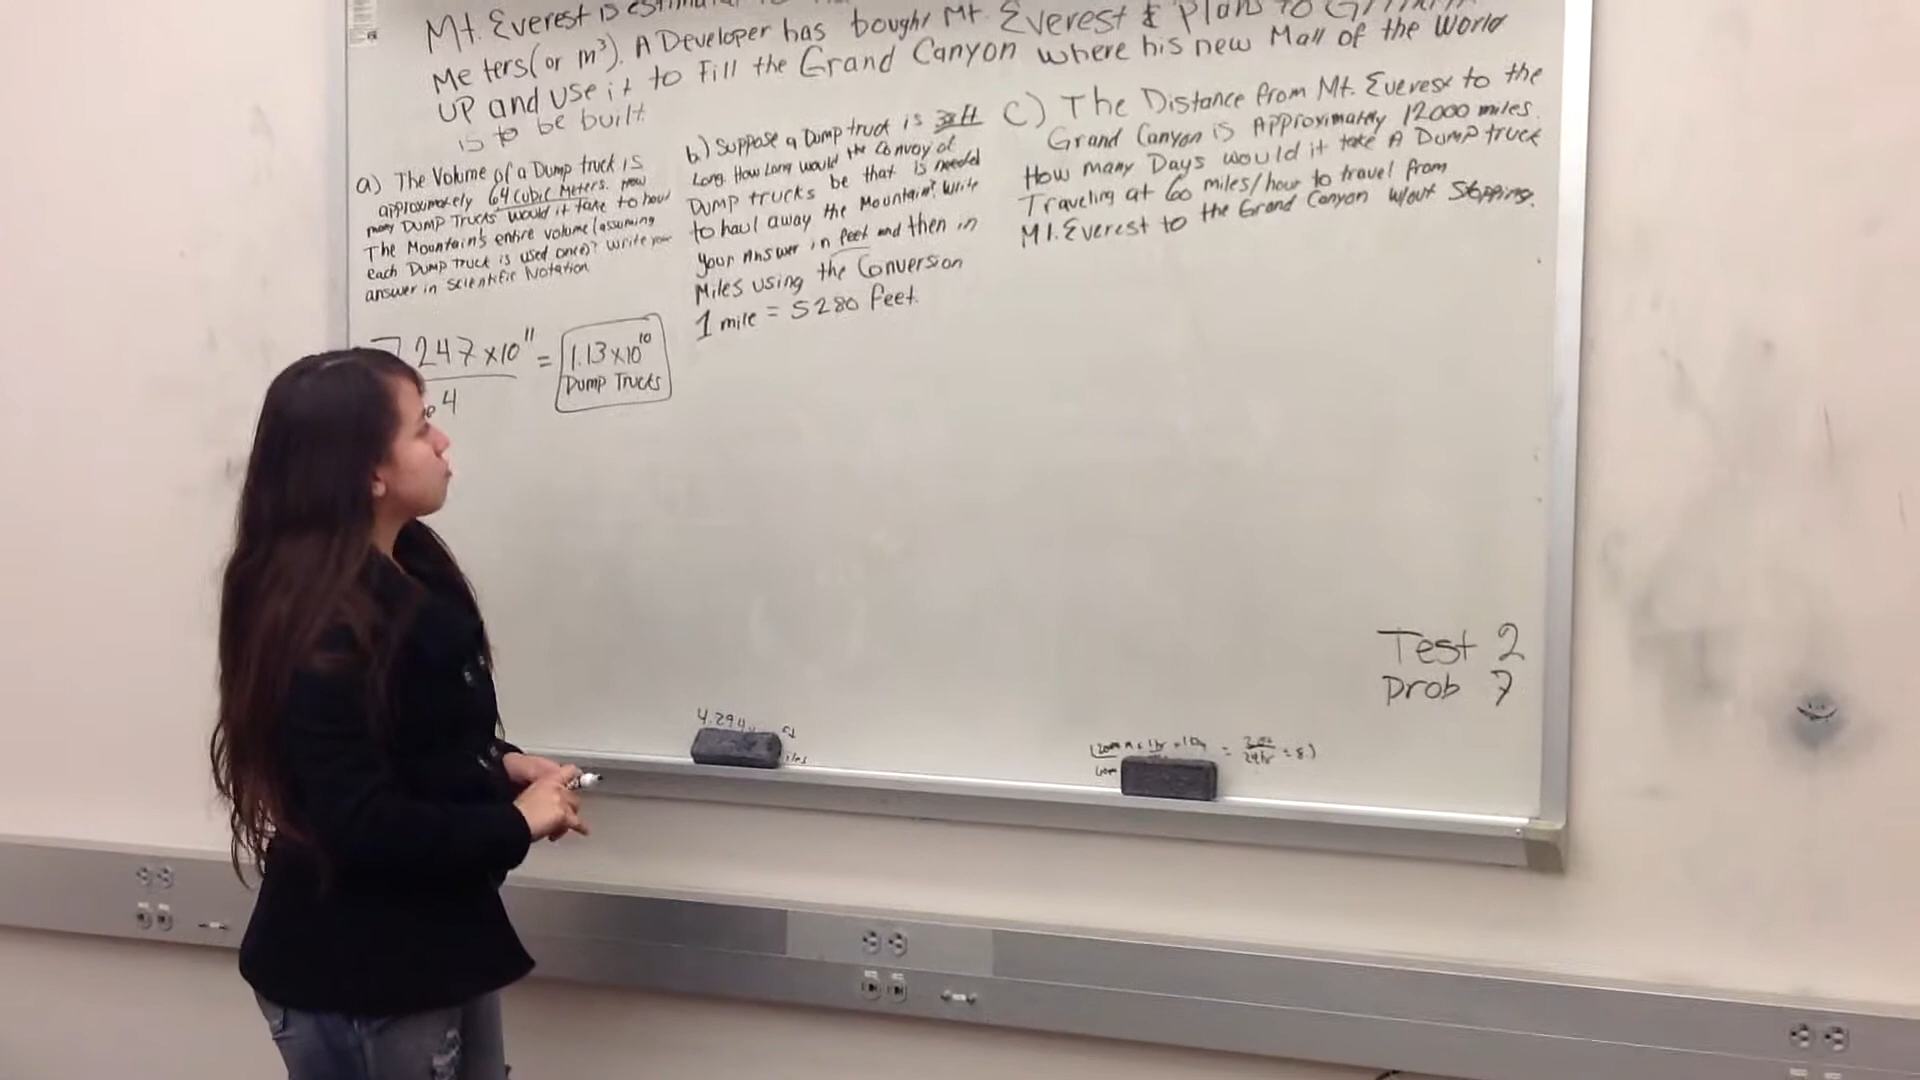 Mt. Everest is
Meters (or m³). A Developer has bought Mt. Everest & plans to
UP and use it to Fill the Grand Canyon where his new Mall of the World
is to be built
a) The Volume of a Dump truck is
approximately 64 cubic Meters. How
many Dump Trucks would it take to haul
The Mountain's entire volume (assuming
each Dump Truck is used once)? Write your
answer in Scientific Notation
7.247 x 10¹¹ = 1.13 x 10¹⁰
Dump Trucks
4
b.) Suppose a Dump truck is
Long. How Long would the Convoy of
Dump trucks be that is needed
to haul away the Mountain? Write
your Answer in feet and then in
Miles using the Conversion
1 mile = 5280 feet.
C) The Distance from Mt. Everest to the
Grand Canyon is Approximately 12000 miles.
How many Days would it take A Dump truck
Traveling at 60 miles/hour to travel from
Mt. Everest to the Grand Canyon w/out Stopping.
Test 2
Prob 7
4.294